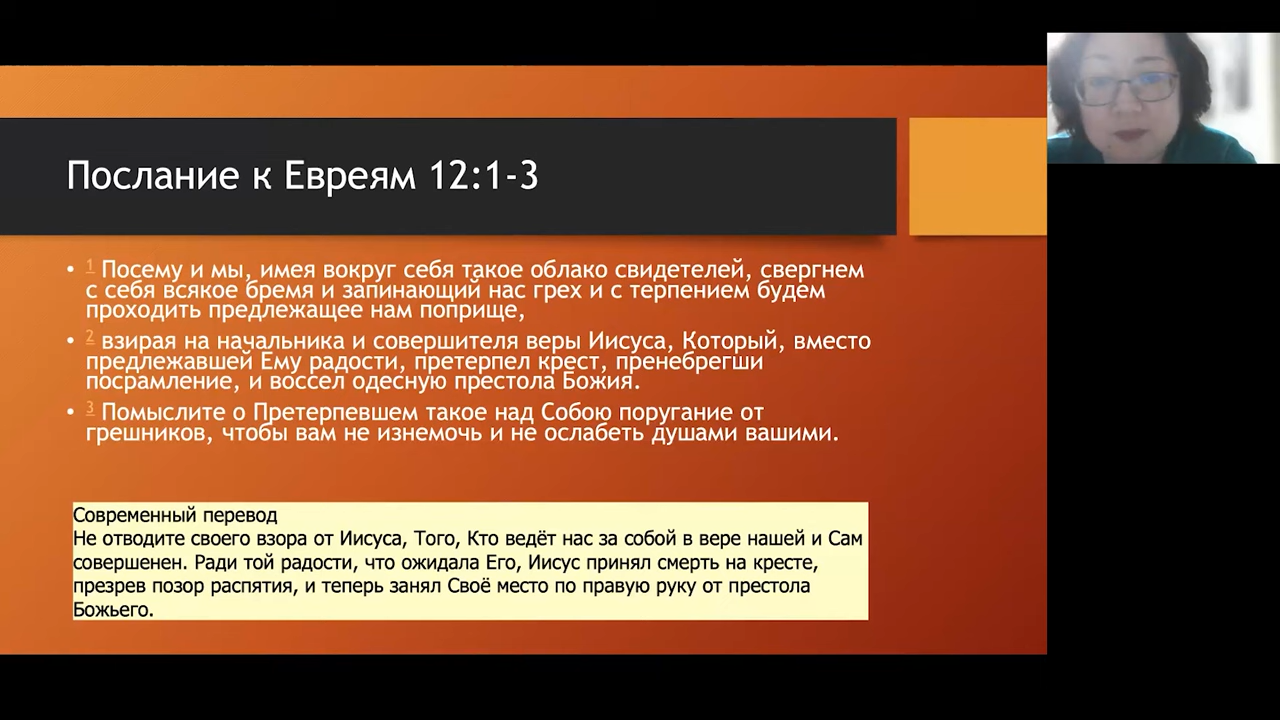 Послание к Евреям 12:1-3
• 1 Посему и мы, имея вокруг себя такое облако свидетелей, свергнем
с себя всякое бремя и запинающий нас грех и с терпением будем
проходить предлежащее нам поприще,
• 2 взирая на начальника и совершителя веры Иисуса, Который, вместо
предлежавшей Ему радости, претерпел крест, пренебрегши
посрамление, и воссел одесную престола Божия.
• 3 Помыслите о Претерпевшем такое над Собою поругание от
грешников, чтобы вам не изнемочь и не ослабеть душами вашими.
Современный перевод
Не отводите своего взора от Иисуса, Того, Кто ведёт нас за собой в вере нашей и Сам
совершенен. Ради той радости, что ожидала Его, Иисус принял смерть на кресте,
презрев позор распятия, и теперь занял Своё место по правую руку от престола
Божьего.